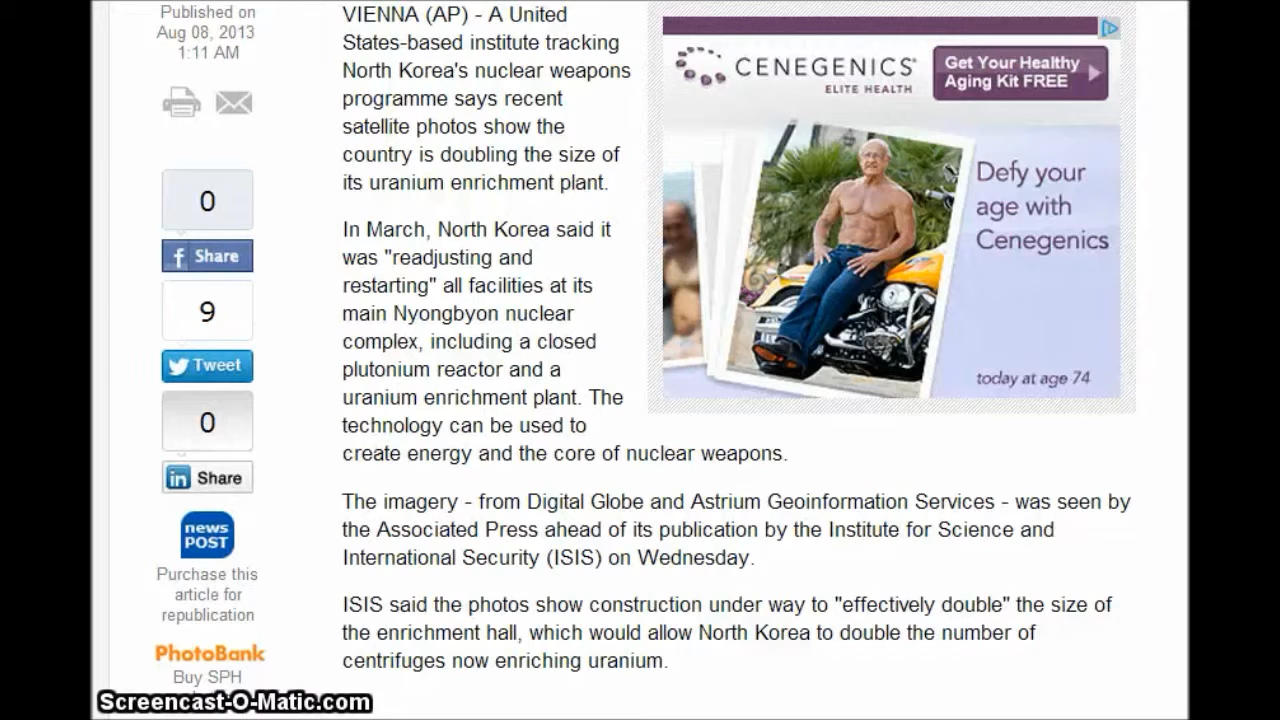 Published on
Aug 08, 2013
1:11 AM
0
f Share
9
Tweet
0
in Share
news
POST
Purchase this
article for
republication
PhotoBank
Buy SPH
VIENNA (AP) - A United
States-based institute tracking
North Korea's nuclear weapons
programme says recent
satellite photos show the
country is doubling the size of
its uranium enrichment plant.
In March, North Korea said it
was "readjusting and
restarting" all facilities at its
main Nyongbyon nuclear
complex, including a closed
plutonium reactor and a
uranium enrichment plant. The
technology can be used to
create energy and the core of nuclear weapons.
The imagery - from Digital Globe and Astrium Geoinformation Services - was seen by
the Associated Press ahead of its publication by the Institute for Science and
International Security (ISIS) on Wednesday.
ISIS said the photos show construction under way to "effectively double" the size of
the enrichment hall, which would allow North Korea to double the number of
centrifuges now enriching uranium.
CENEGENICS®
ELITE HEALTH
Get Your Healthy
Aging Kit FREE
Defy your
age with
Cenegenics
today at age 74
Screencast-O-Matic.com